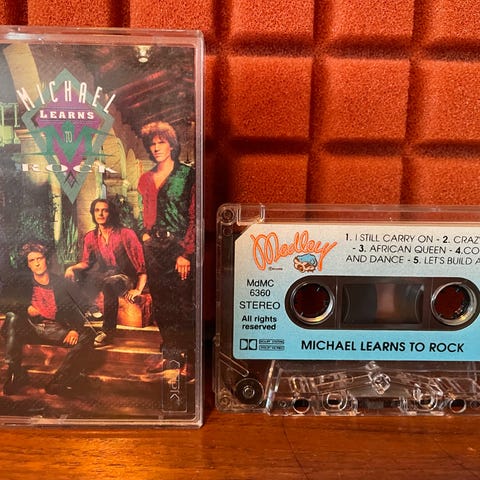 MICHAEL
LEARNS
TO
ROCK
Medley
MdMC
6360
STEREO
All rights
reserved
1. I STILL CARRY ON - 2. CRAZY
- 3. AFRICAN QUEEN - 4.CO
AND DANCE - 5. LET'S BUILD A
MICHAEL LEARNS TO ROCK